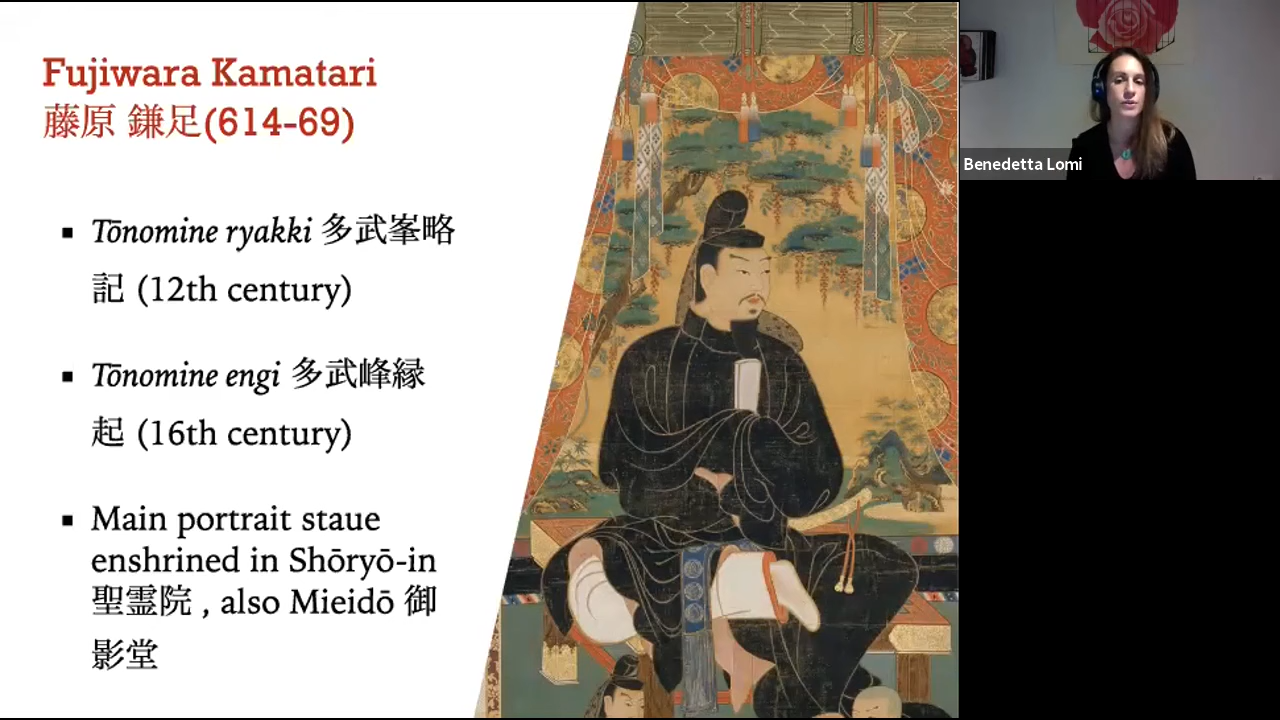 Fujiwara Kamatari
藤原 鎌足(614-69)
▪ Tōnomine ryakki 多武峯略
記 (12th century)
▪ Tōnomine engi 多武峰縁
起 (16th century)
▪ Main portrait staue
enshrined in Shōryō-in
聖霊院 , also Mieidō 御
影堂
Benedetta Lomi